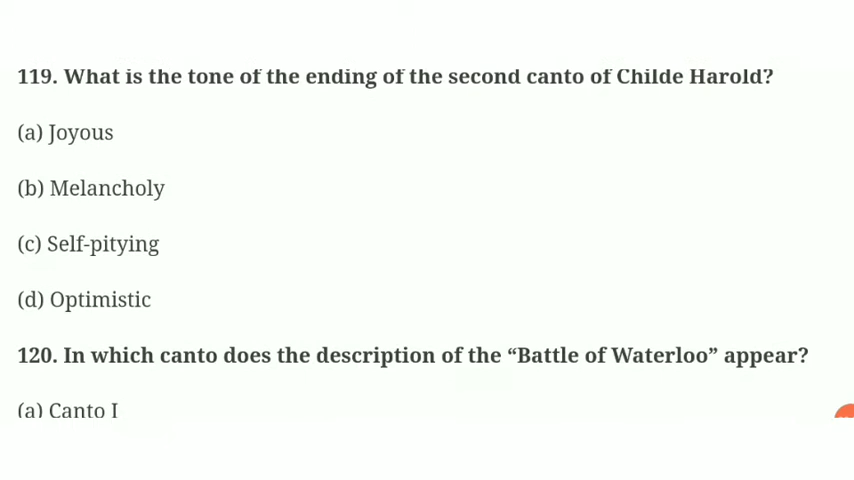 119. What is the tone of the ending of the second canto of Childe Harold?
(a) Joyous
(b) Melancholy
(c) Self-pitying
(d) Optimistic
120. In which canto does the description of the “Battle of Waterloo” appear?
(a) Canto I